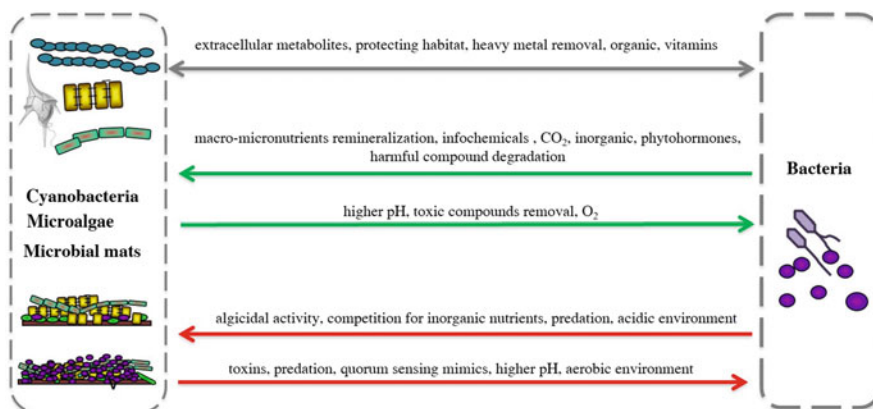 extracellular metabolites, protecting habitat, heavy metal removal, organic, vitamins
macro-micronutrients remineralization, infochemicals , CO₂, inorganic, phytohormones,
harmful compound degradation
Bacteria
Cyanobacteria
Microalgae
Microbial mats
higher pH, toxic compounds removal, O₂
algicidal activity, competition for inorganic nutrients, predation, acidic environment
toxins, predation, quorum sensing mimics, higher pH, aerobic environment